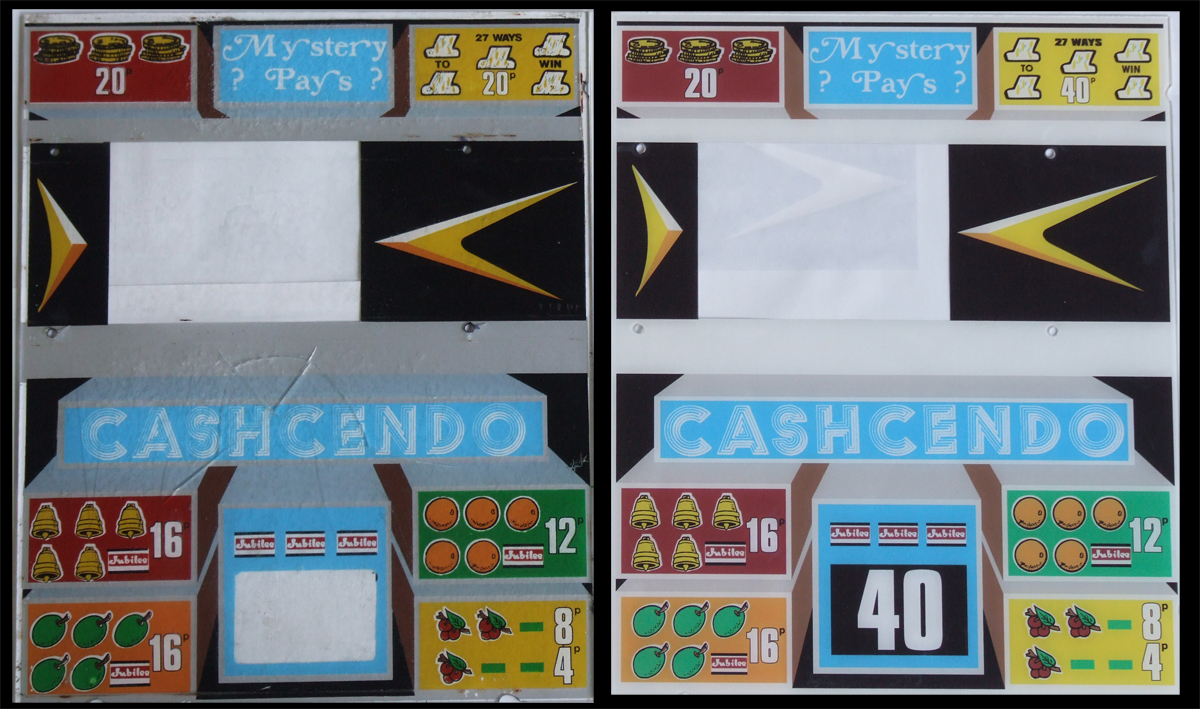 20p
Mystery
? Pays ?
27 WAYS
TO
WIN
20p
CASHCENDO
16p
Jubilee
Jubilee
Jubilee
Jubilee
12p
Jubilee
16p
Jubilee
8p
4
20p
Mystery
? Pays ?
27 WAYS
TO
WIN
40p
CASHCENDO
16p
Jubilee
Jubilee
Jubilee
Jubilee
12p
Jubilee
40
16p
Jubilee
8p
4